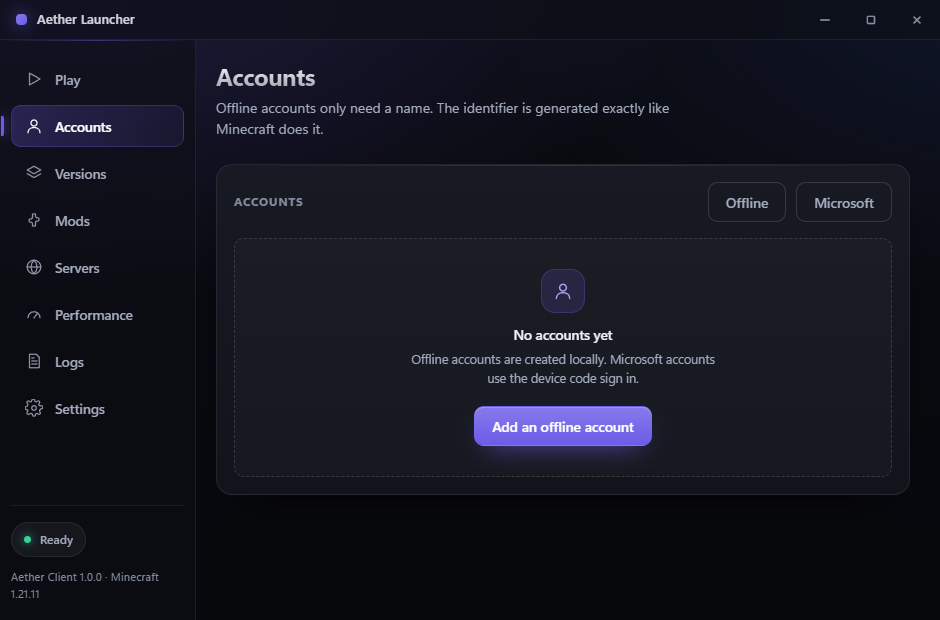 Aether Launcher
Play
Accounts
Versions
Mods
Servers
Performance
Logs
Settings
Ready
Aether Client 1.0.0 · Minecraft
1.21.11
Accounts
Offline accounts only need a name. The identifier is generated exactly like
Minecraft does it.
ACCOUNTS
Offline
Microsoft
No accounts yet
Offline accounts are created locally. Microsoft accounts
use the device code sign in.
Add an offline account